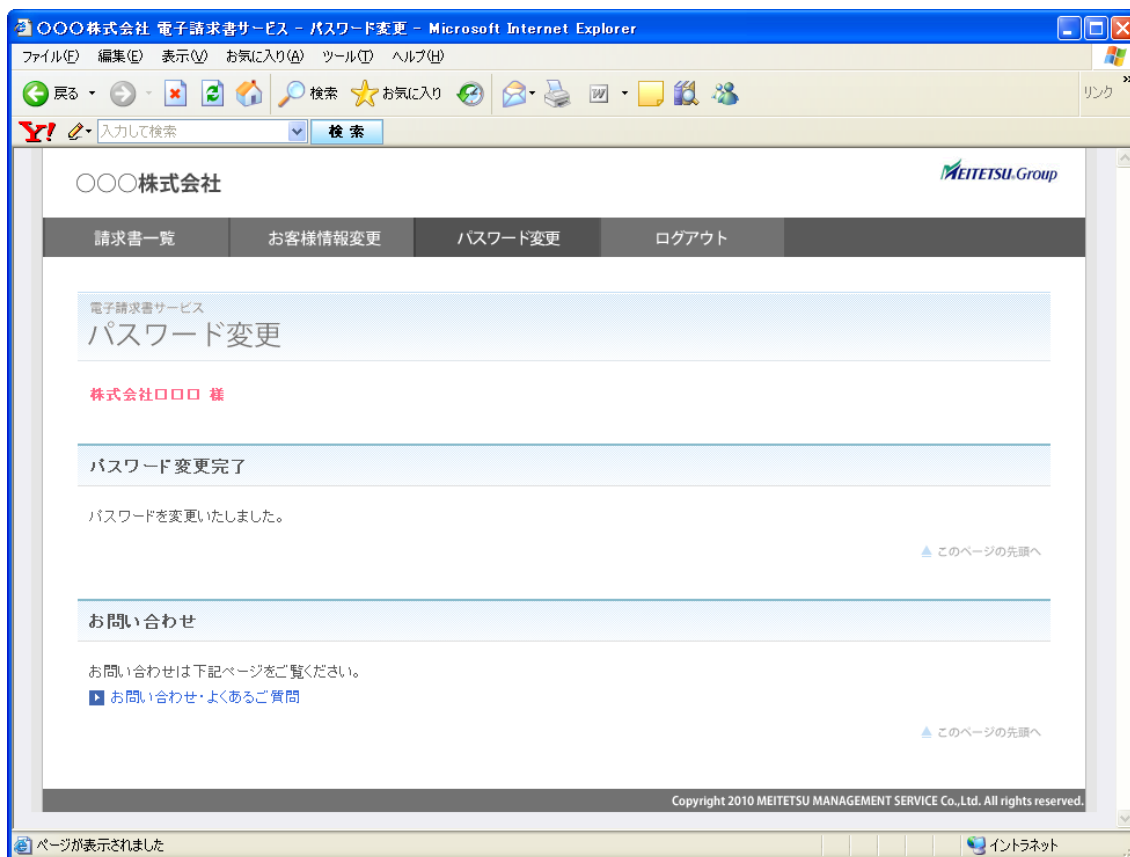 ○○○株式会社 電子請求書サービス - パスワード変更 - Microsoft Internet Explorer
ファイル(F) 編集(E) 表示(V) お気に入り(A) ツール(T) ヘルプ(H)
戻る 検索 お気に入り リンク »
Y! 入力して検索 検索
○○○株式会社
MEITETSU Group
請求書一覧 お客様情報変更 パスワード変更 ログアウト
電子請求書サービス
パスワード変更
株式会社ロロロ 様
パスワード変更完了
パスワードを変更いたしました。
このページの先頭へ
お問い合わせ
お問い合わせは下記ページをご覧ください。
お問い合わせ・よくあるご質問
このページの先頭へ
Copyright 2010 MEITETSU MANAGEMENT SERVICE Co.,Ltd. All rights reserved.
ページが表示されました イントラネット